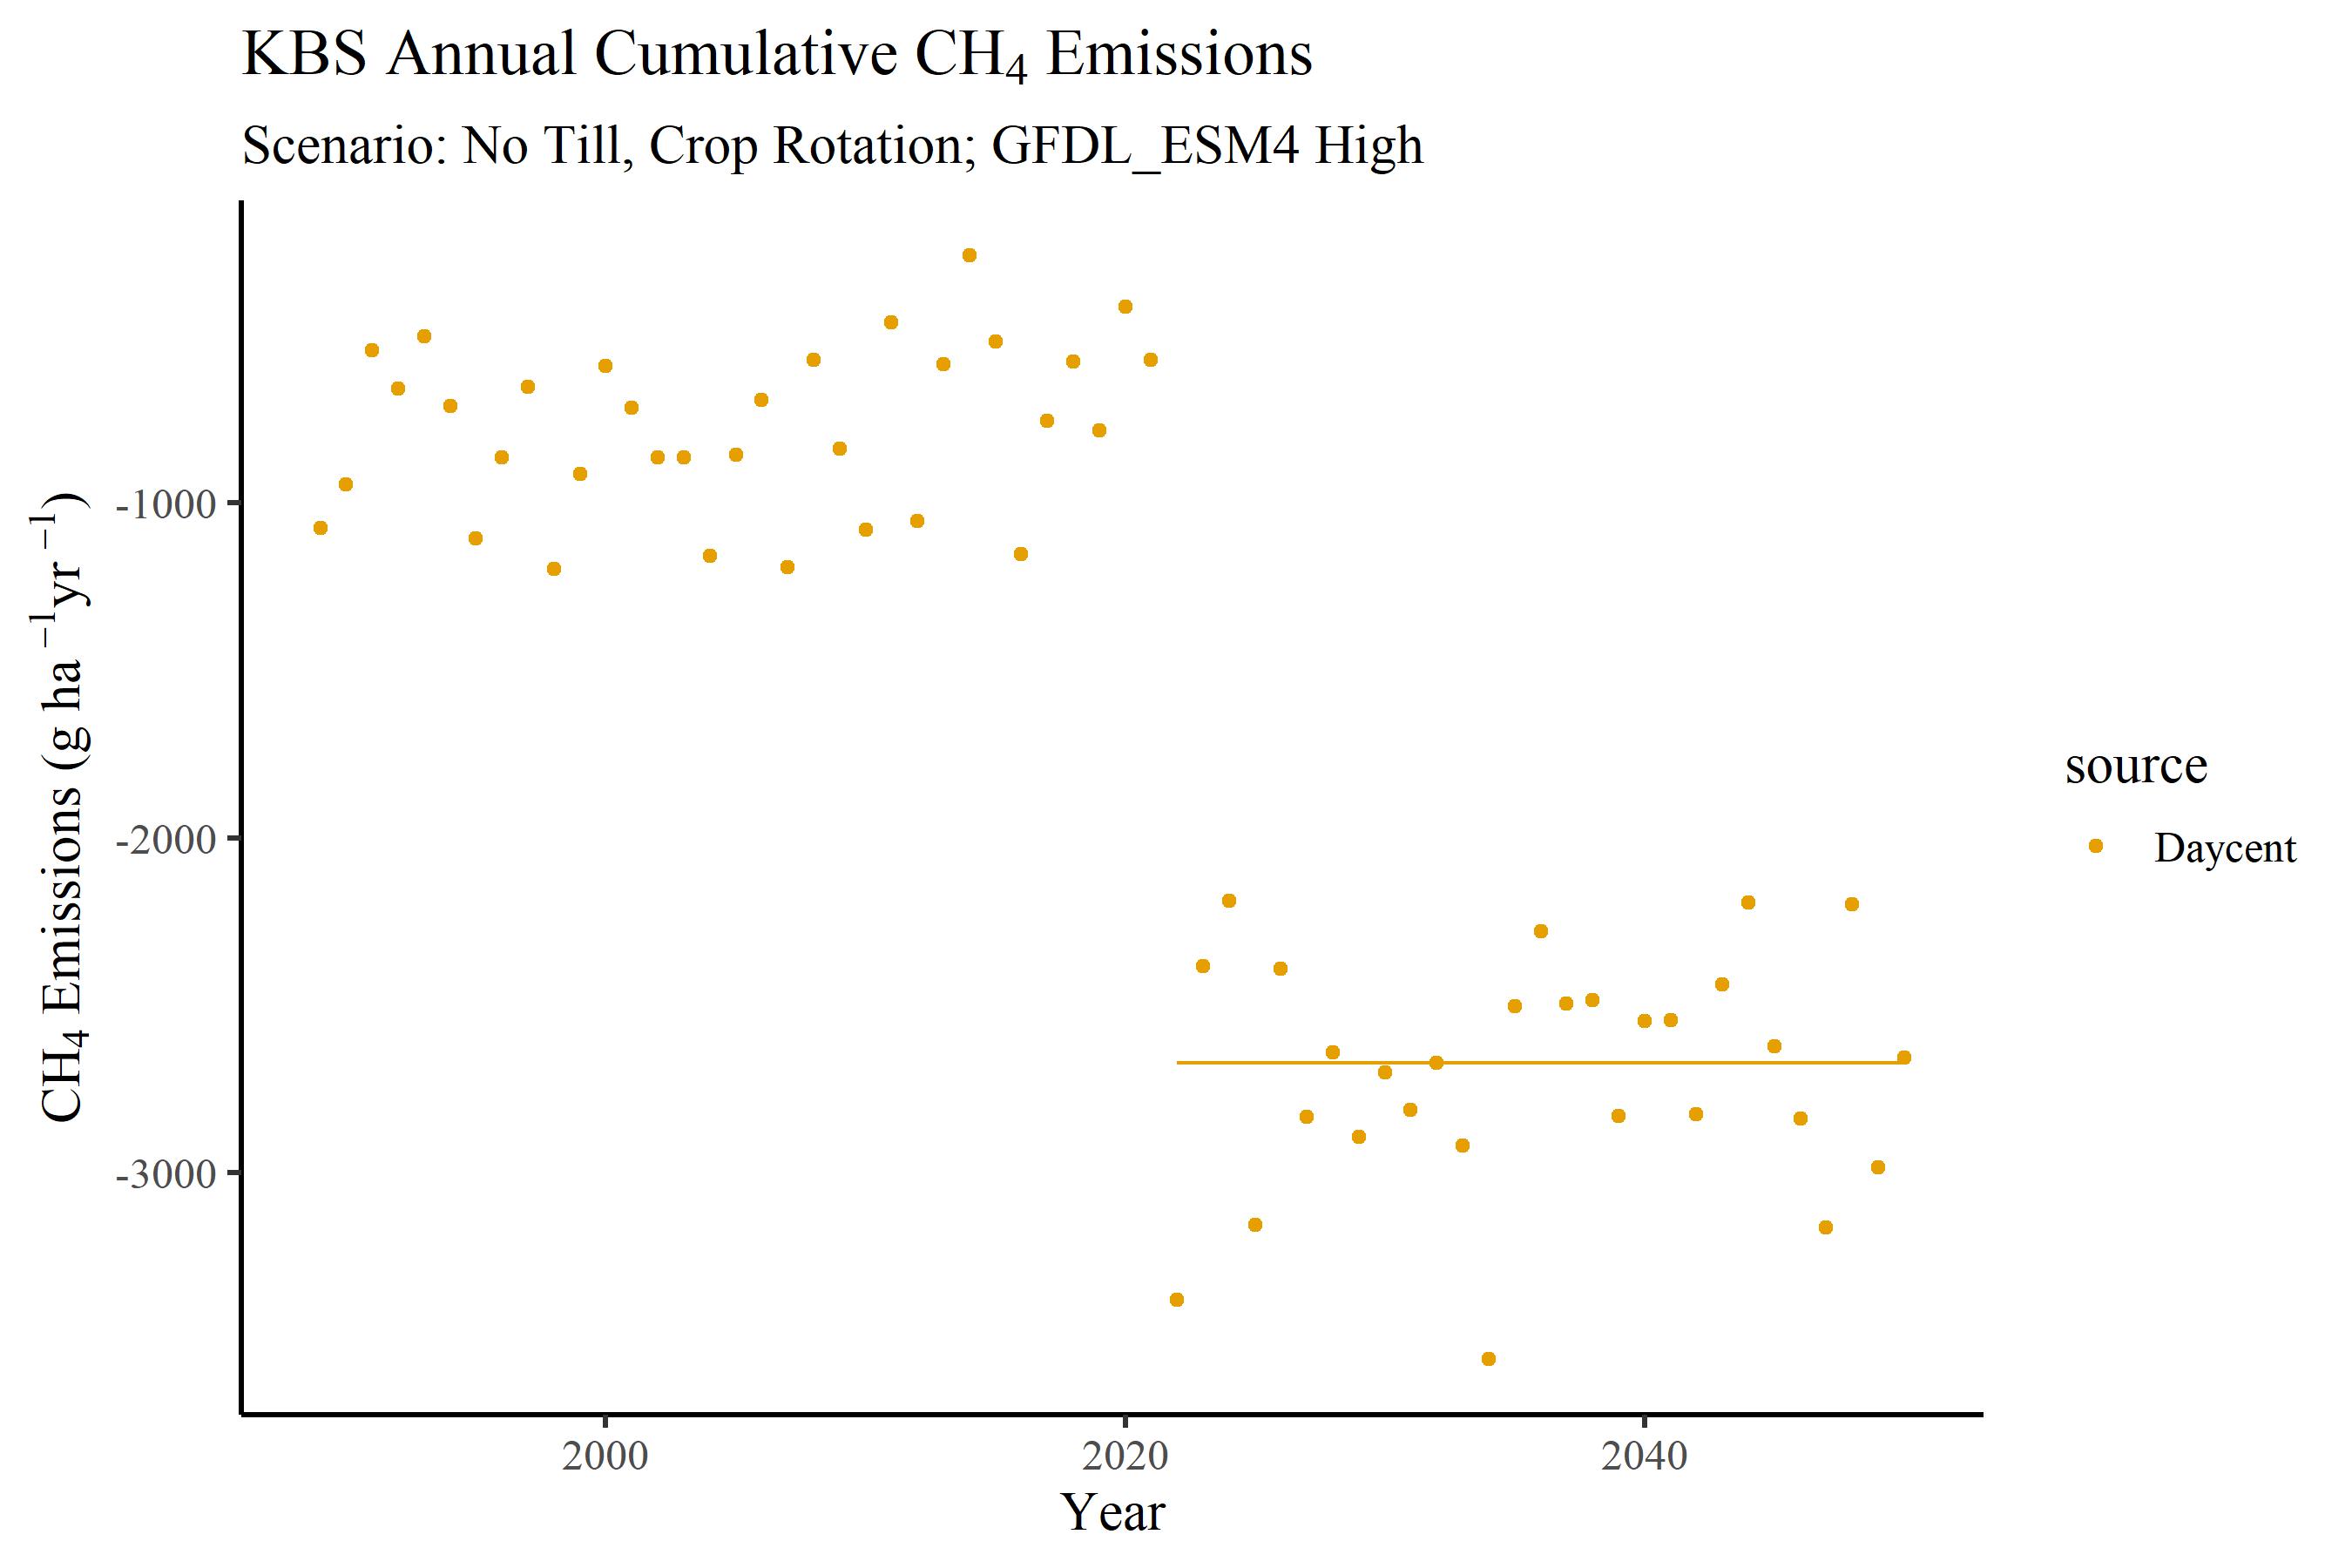 KBS Annual Cumulative CH₄ Emissions
Scenario: No Till, Crop Rotation; GFDL_ESM4 High
CH₄ Emissions (g ha⁻¹yr⁻¹)
-1000
-2000
-3000
source
Daycent
2000 2020 2040
Year